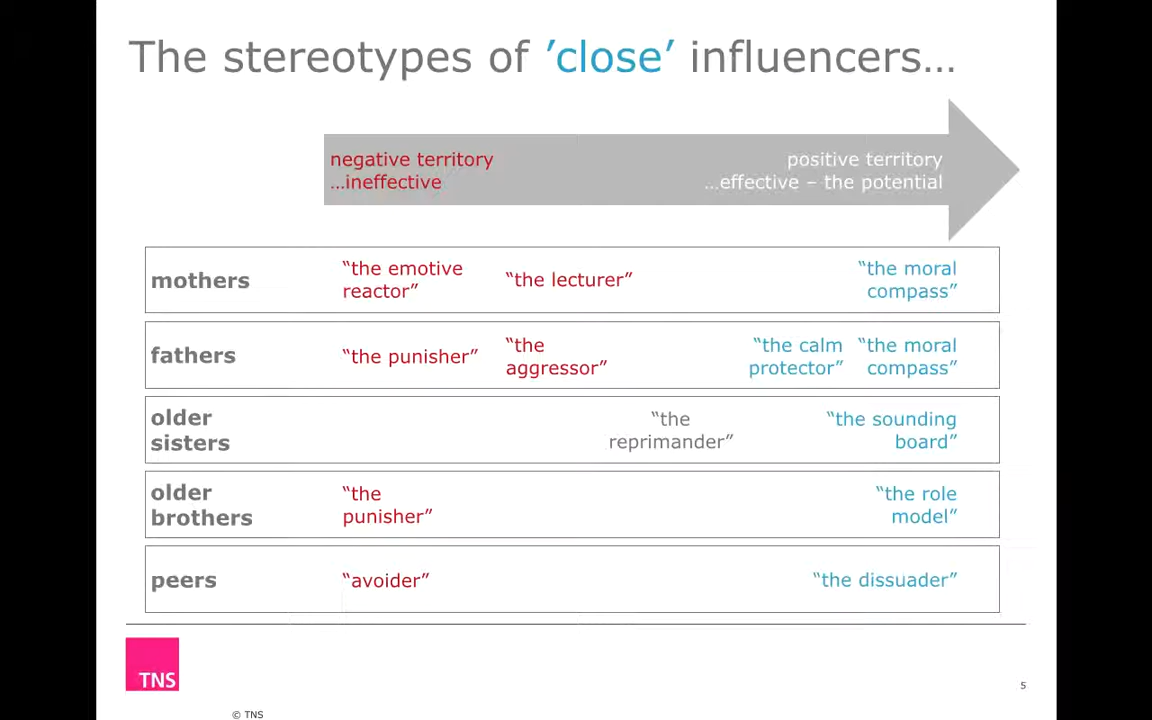 The stereotypes of ’close’ influencers…
negative territory
…ineffective
positive territory
…effective – the potential
mothers
“the emotive
reactor”
“the lecturer”
“the moral
compass”
fathers
“the punisher”
“the
aggressor”
“the calm
protector”
“the moral
compass”
older
sisters
“the
reprimander”
“the sounding
board”
older
brothers
“the
punisher”
“the role
model”
peers
“avoider”
“the dissuader”
TNS
5
© TNS